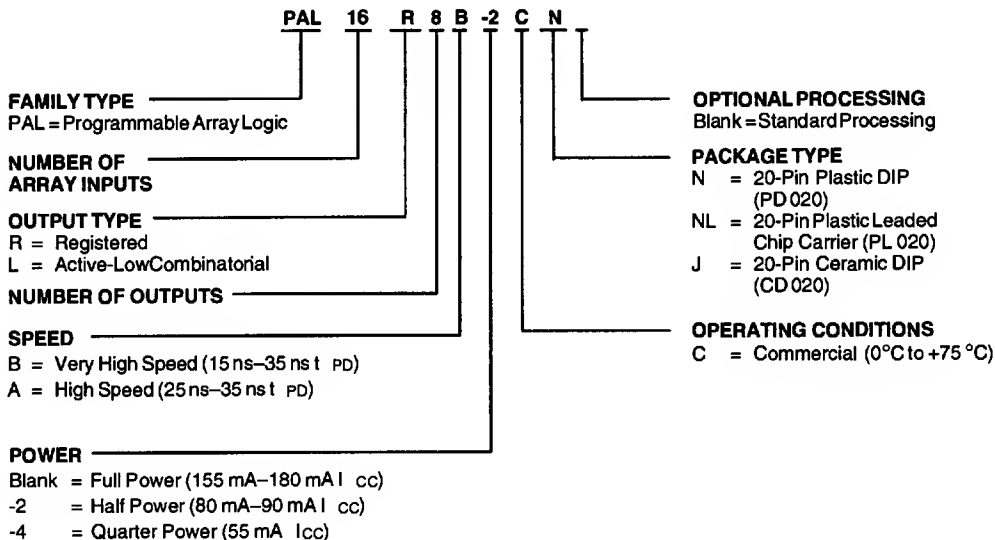 PAL 16 R 8 B -2 C N
FAMILY TYPE
PAL = Programmable Array Logic
NUMBER OF
ARRAY INPUTS
OUTPUT TYPE
R = Registered
L = Active-Low Combinatorial
NUMBER OF OUTPUTS
SPEED
B = Very High Speed (15 ns–35 ns t PD)
A = High Speed (25 ns–35 ns t PD)
POWER
Blank = Full Power (155 mA–180 mA I CC)
-2 = Half Power (80 mA–90 mA I CC)
-4 = Quarter Power (55 mA ICC)
OPTIONAL PROCESSING
Blank = Standard Processing
PACKAGE TYPE
N = 20-Pin Plastic DIP
(PD 020)
NL = 20-Pin Plastic Leaded
Chip Carrier (PL 020)
J = 20-Pin Ceramic DIP
(CD 020)
OPERATING CONDITIONS
C = Commercial (0°C to +75 °C)